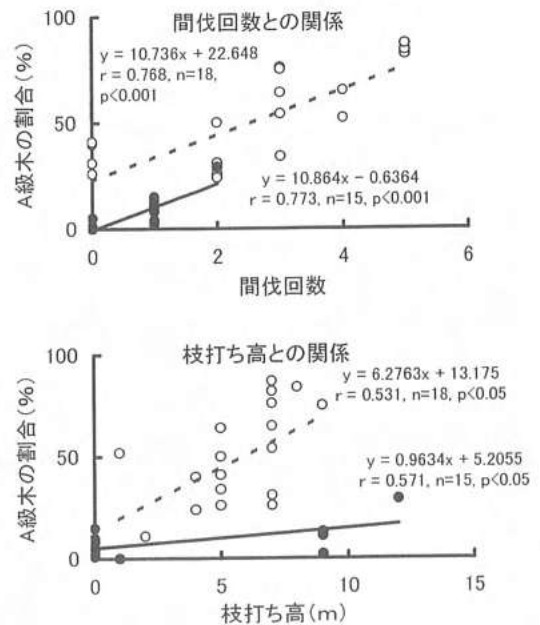 間伐回数との関係
y = 10.736x + 22.648
r = 0.768, n=18,
p<0.001
y = 10.864x − 0.6364
r = 0.773, n=15, p<0.001
A級木の割合(%)
100
50
0
0 2 4 6
間伐回数
枝打ち高との関係
y = 6.2763x + 13.175
r = 0.531, n=18, p<0.05
y = 0.9634x + 5.2055
r = 0.571, n=15, p<0.05
A級木の割合(%)
100
50
0
0 5 10 15
枝打ち高(m)